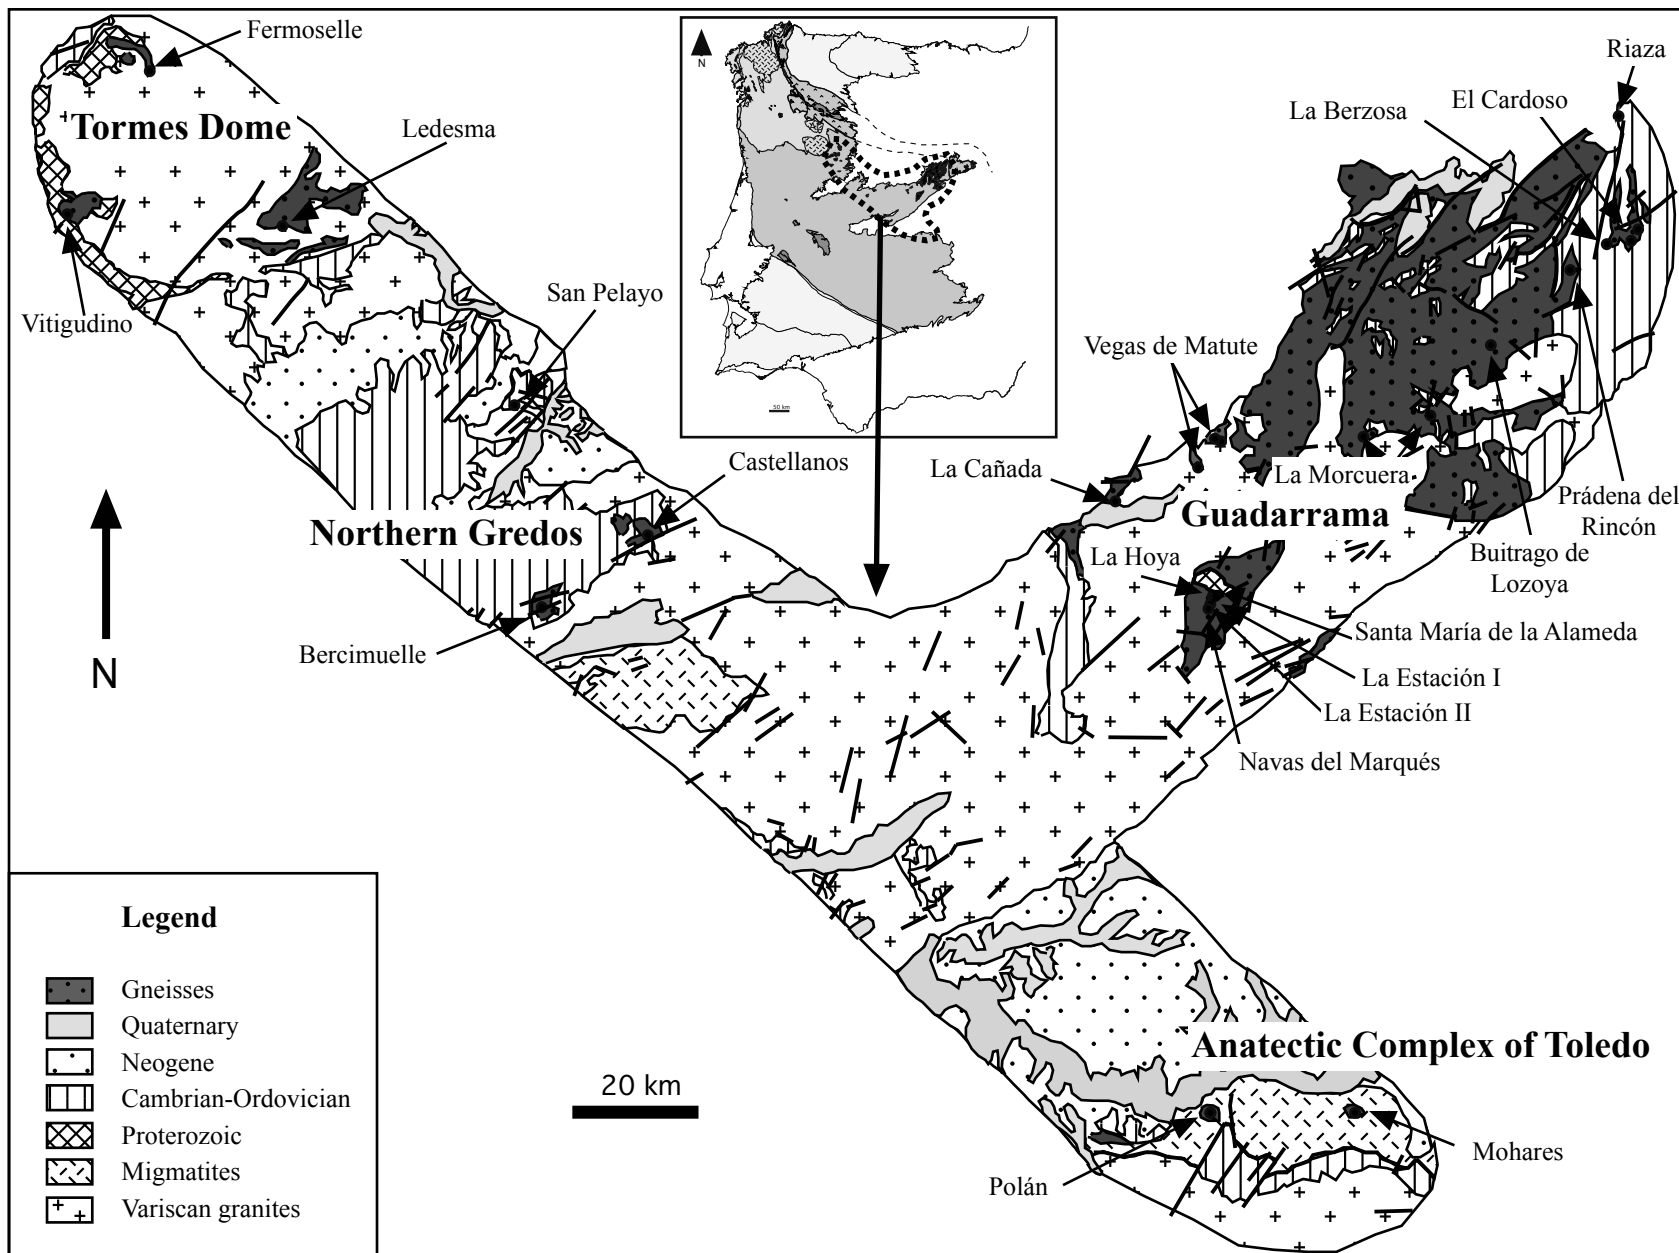 Fermoselle
Tormes Dome
Ledesma
Vitigudino
San Pelayo
N
50 km
Riaza
El Cardoso
La Berzosa
Vegas de Matute
Castellanos
La Cañada
La Morcuera
Northern Gredos
Guadarrama
Prádena del
Rincón
Buitrago de
Lozoya
La Hoya
N
Bercimuelle
Santa María de la Alameda
La Estación I
La Estación II
Navas del Marqués
Legend
Gneisses
Quaternary
Neogene
Cambrian-Ordovician
Proterozoic
Migmatites
Variscan granites
20 km
Anatectic Complex of Toledo
Mohares
Polán